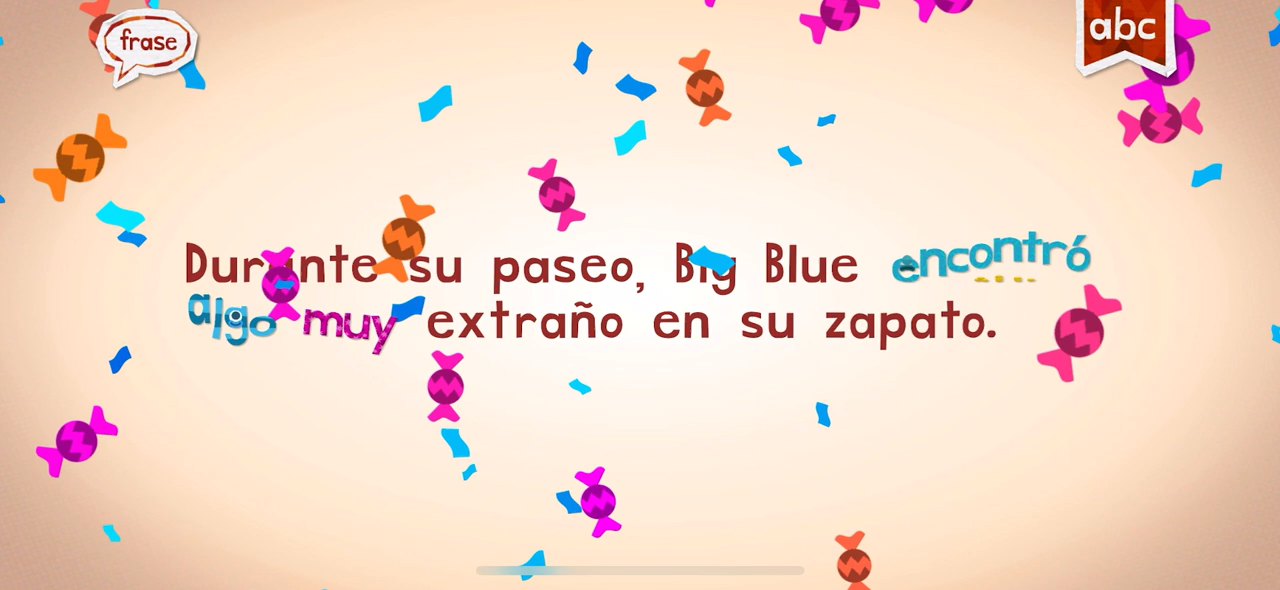 frase
abc
Durante su paseo, Big Blue encontró
algo muy extraño en su zapato.